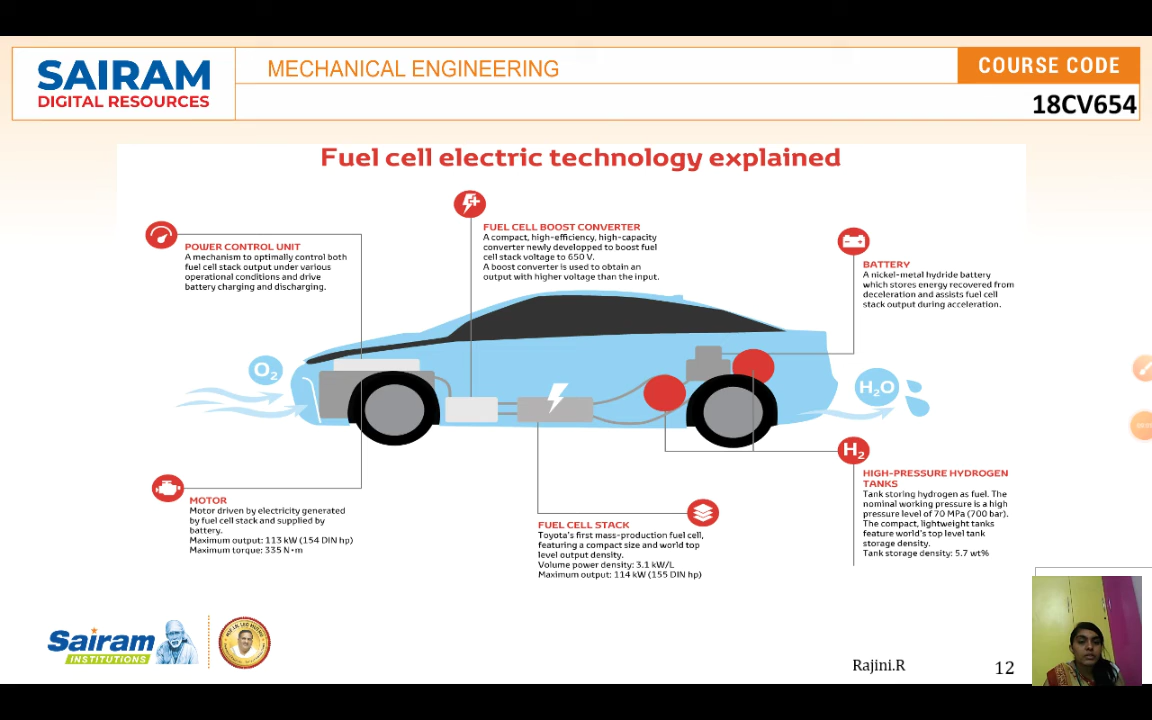 SAIRAM
DIGITAL RESOURCES
MECHANICAL ENGINEERING
COURSE CODE
18CV654
Fuel cell electric technology explained
POWER CONTROL UNIT
A mechanism to optimally control both
fuel cell stack output under various
operational conditions and drive
battery charging and discharging.
FUEL CELL BOOST CONVERTER
A compact, high-efficiency, high-capacity
converter newly developped to boost fuel
cell stack voltage to 650 V.
A boost converter is used to obtain an
output with higher voltage than the input.
BATTERY
A nickel-metal hydride battery
which stores energy recovered from
deceleration and assists fuel cell
stack output during acceleration.
O₂
H₂O
H₂
HIGH-PRESSURE HYDROGEN
TANKS
Tank storing hydrogen as fuel. The
nominal working pressure is a high
pressure level of 70 MPa (700 bar).
The compact, lightweight tanks
feature world's top level tank
storage density.
Tank storage density: 5.7 wt%
MOTOR
Motor driven by electricity generated
by fuel cell stack and supplied by
battery.
Maximum output: 113 kW (154 DIN hp)
Maximum torque: 335 N•m
FUEL CELL STACK
Toyota's first mass-production fuel cell,
featuring a compact size and world top
level output density.
Volume power density: 3.1 kW/L
Maximum output: 114 kW (155 DIN hp)
Sairam
INSTITUTIONS
Rajini.R
12